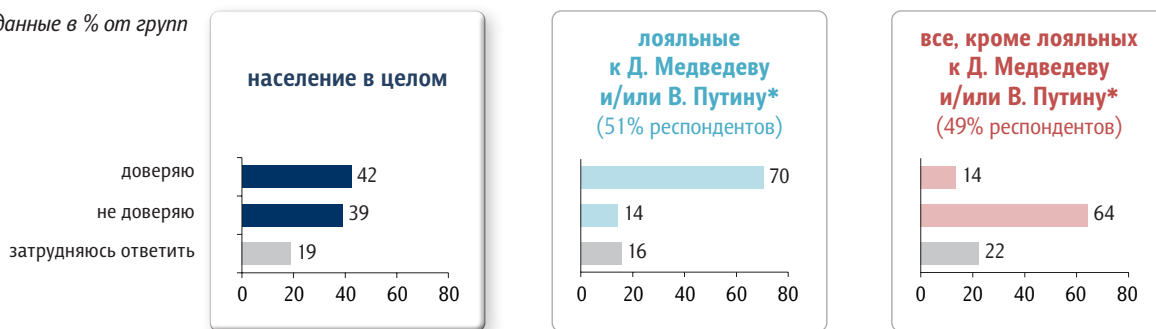 данные в % от групп
население в целом
доверяю
не доверяю
затрудняюсь ответить
42
39
19
0 20 40 60 80
лояльные
к Д. Медведеву
и/или В. Путину*
(51% респондентов)
70
14
16
0 20 40 60 80
все, кроме лояльных
к Д. Медведеву
и/или В. Путину*
(49% респондентов)
14
64
22
0 20 40 60 80